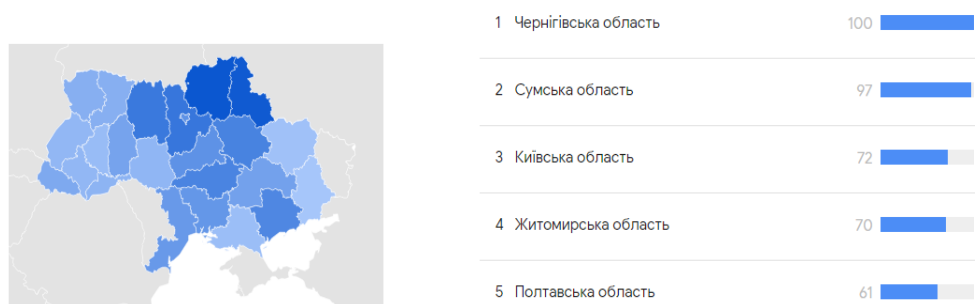 1 Чернігівська область 100
2 Сумська область 97
3 Київська область 72
4 Житомирська область 70
5 Полтавська область 61